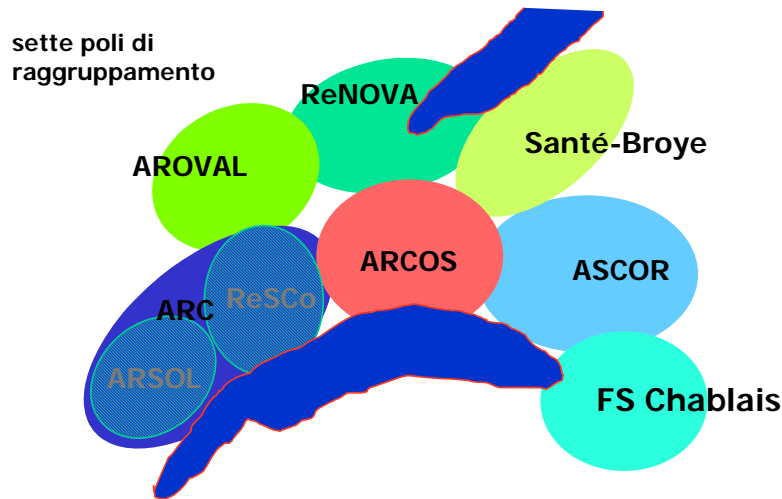 sette poli di
raggruppamento
ReNOVA
Santé-Broye
AROVAL
ARCOS
ASCOR
ReSCo
ARC
ARSOL
FS Chablais